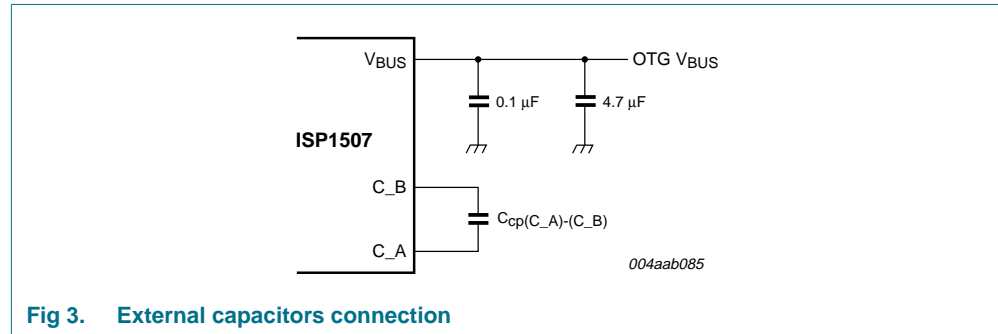 VBUS
OTG VBUS
0.1 μF
4.7 μF
ISP1507
C_B
Ccp(C_A)-(C_B)
C_A
004aab085
Fig 3. External capacitors connection